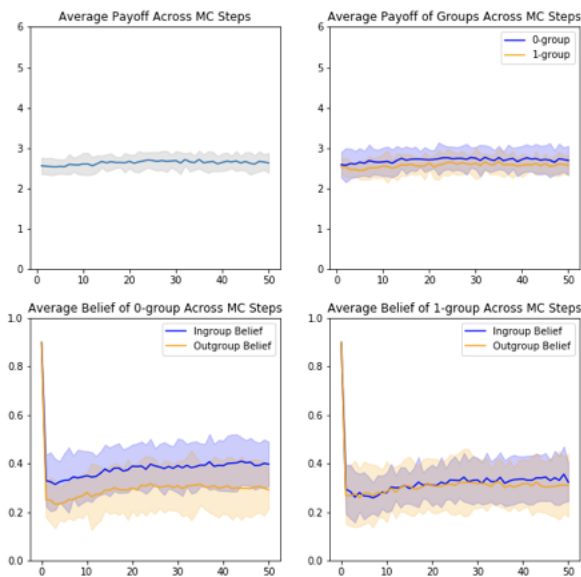 Average Payoff Across MC Steps
6
5
4
3
2
1
0
0 10 20 30 40 50
Average Payoff of Groups Across MC Steps
0-group
1-group
6
5
4
3
2
1
0
0 10 20 30 40 50
Average Belief of 0-group Across MC Steps
Ingroup Belief
Outgroup Belief
1.0
0.8
0.6
0.4
0.2
0.0
0 10 20 30 40 50
Average Belief of 1-group Across MC Steps
Ingroup Belief
Outgroup Belief
1.0
0.8
0.6
0.4
0.2
0.0
0 10 20 30 40 50